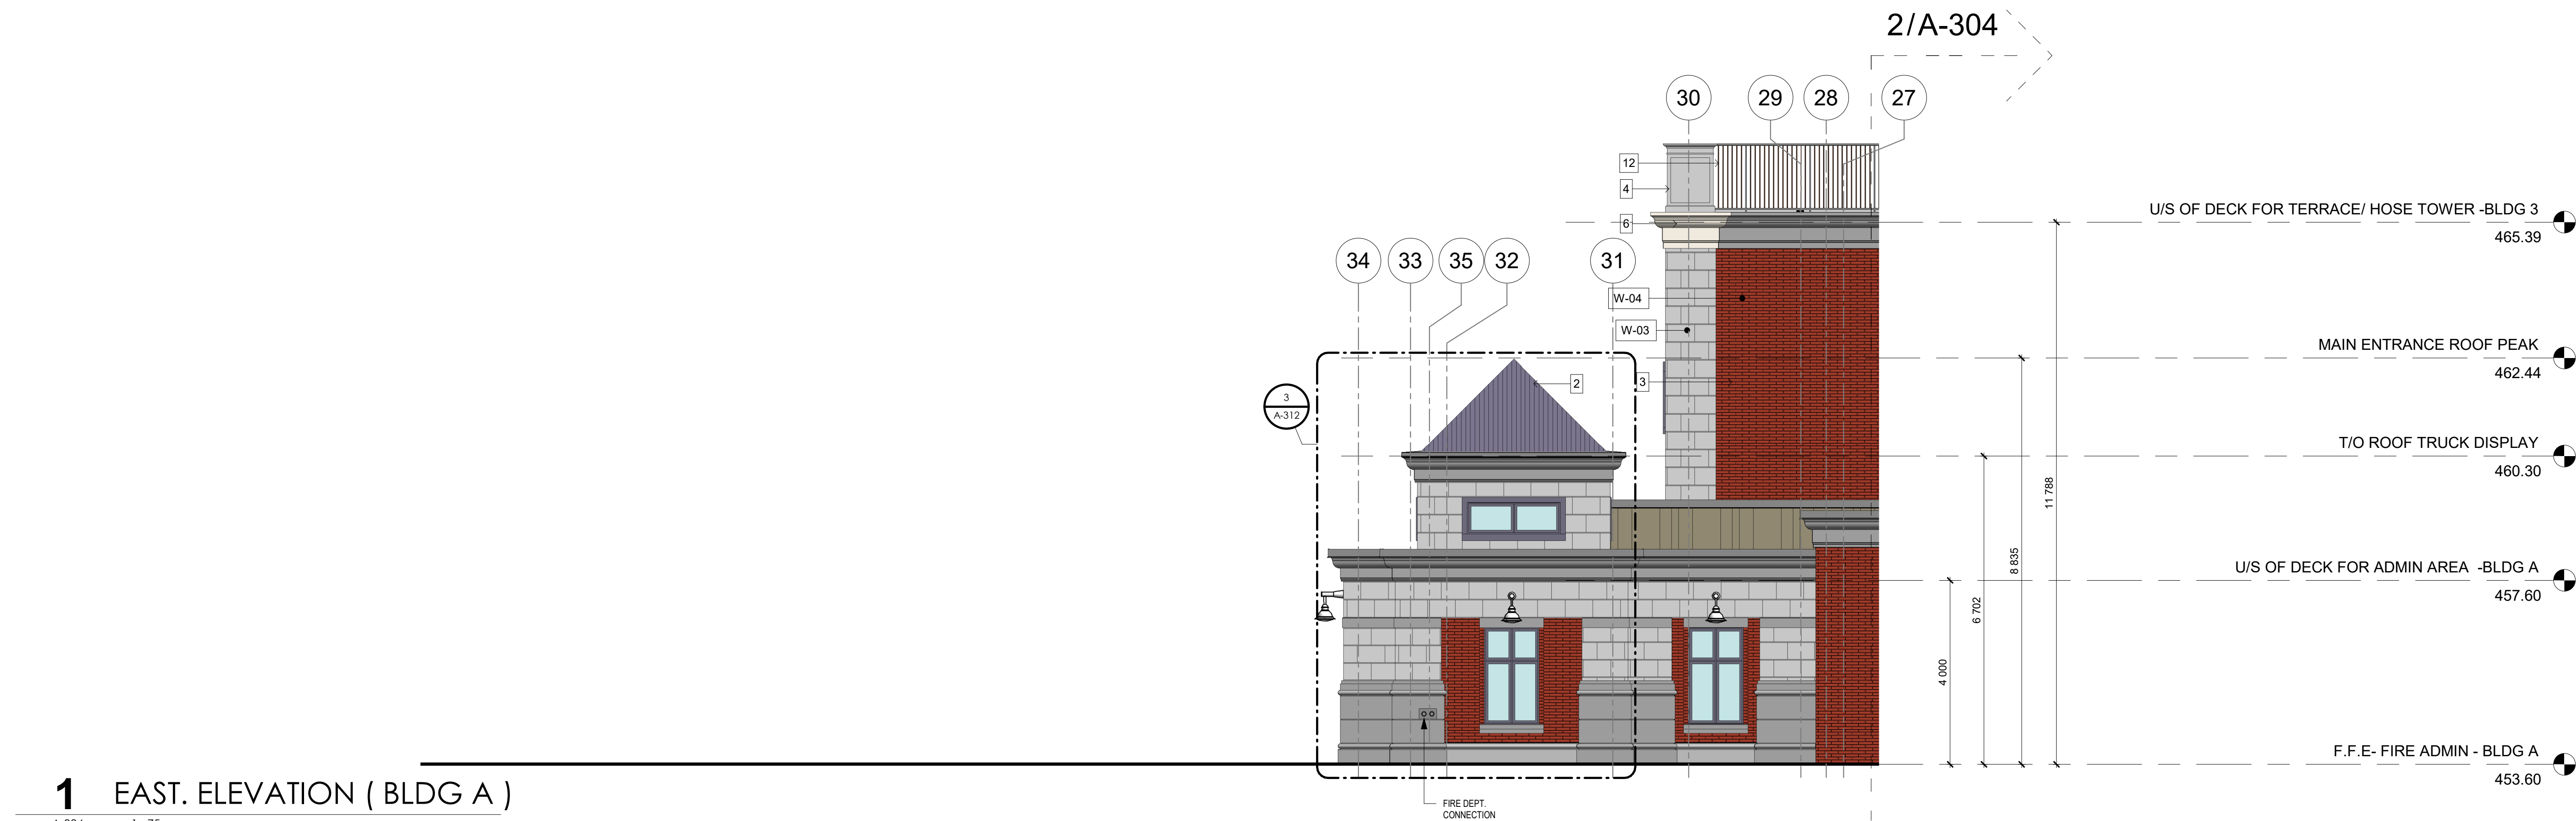 2/A-304
30
29
28
27
12
4
6
U/S OF DECK FOR TERRACE/ HOSE TOWER -BLDG 3
465.39
34
33
35
32
31
W-04
W-03
MAIN ENTRANCE ROOF PEAK
462.44
2
3
3
A-312
T/O ROOF TRUCK DISPLAY
460.30
11 788
8 835
6 702
4 000
U/S OF DECK FOR ADMIN AREA -BLDG A
457.60
F.F.E- FIRE ADMIN - BLDG A
453.60
1 EAST. ELEVATION ( BLDG A )
FIRE DEPT.
CONNECTION